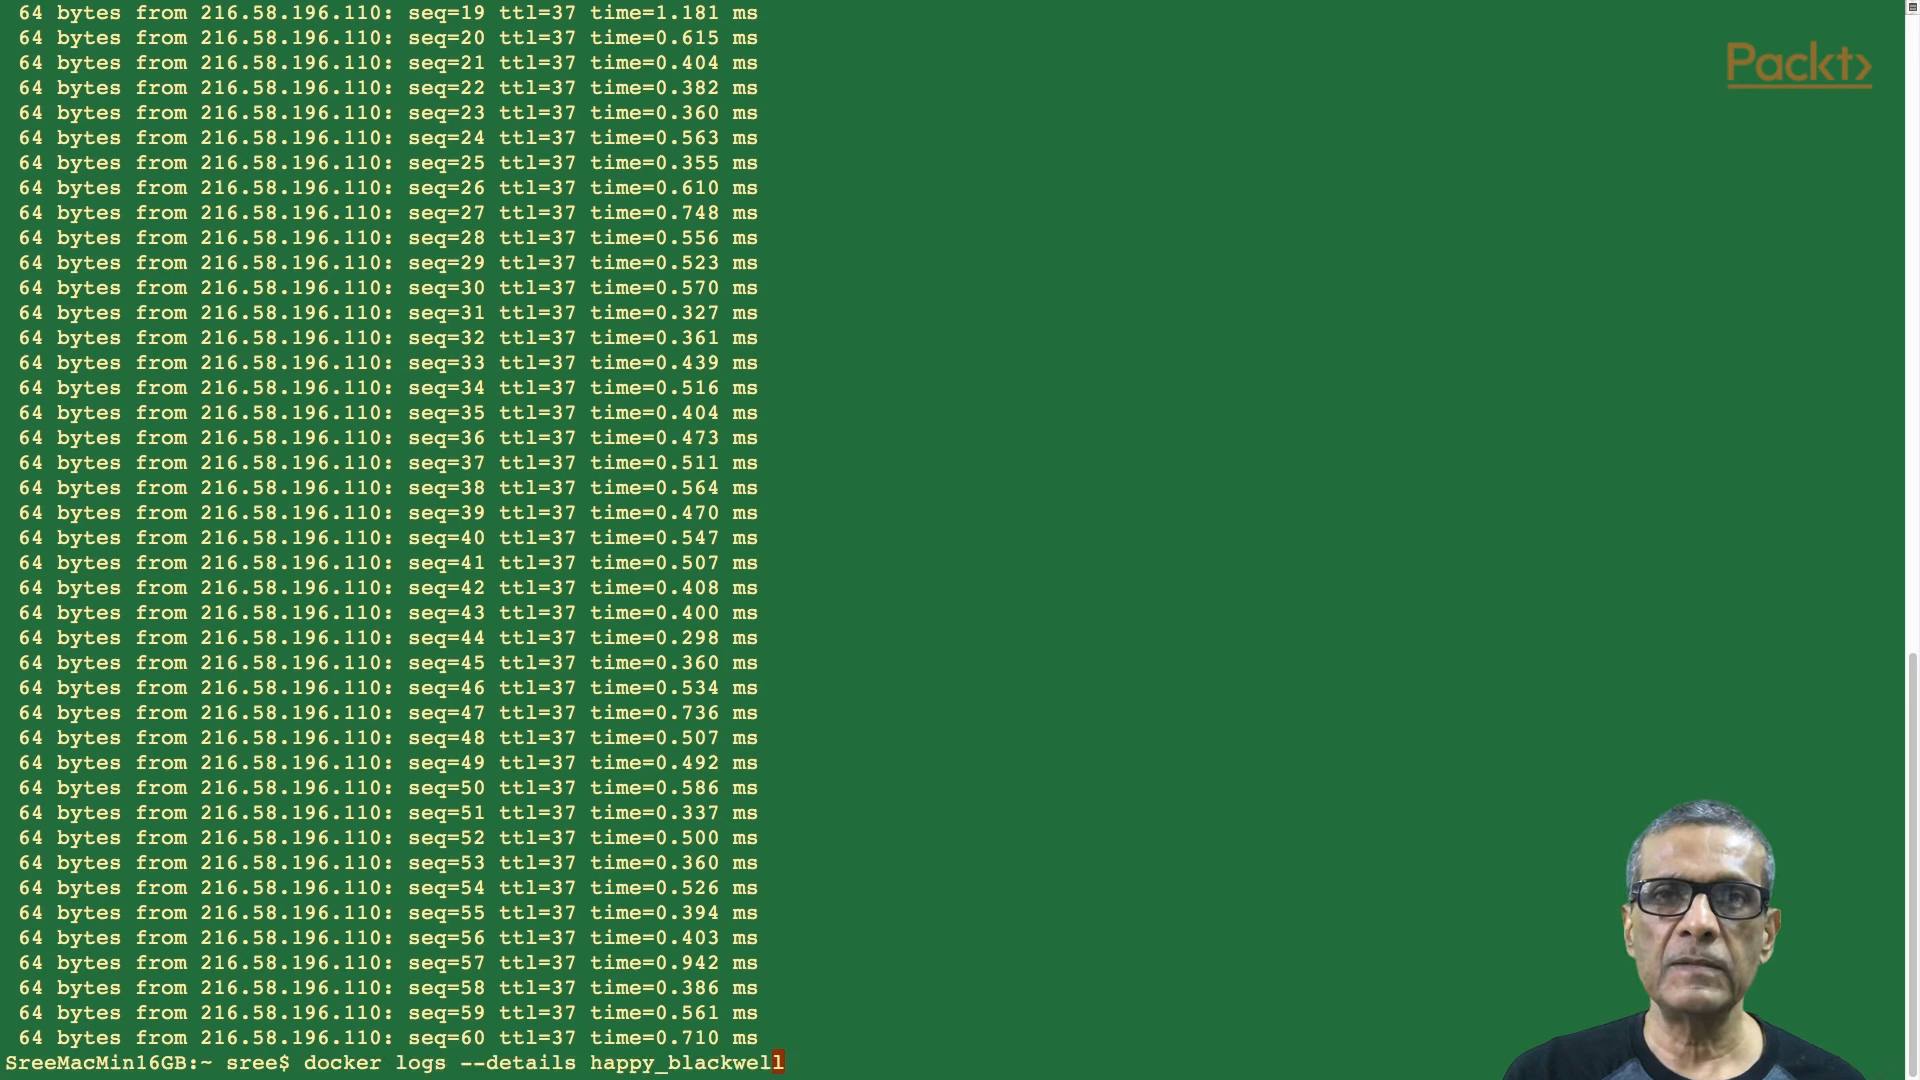 64 bytes from 216.58.196.110: seq=19 ttl=37 time=1.181 ms
64 bytes from 216.58.196.110: seq=20 ttl=37 time=0.615 ms
64 bytes from 216.58.196.110: seq=21 ttl=37 time=0.404 ms
64 bytes from 216.58.196.110: seq=22 ttl=37 time=0.382 ms
64 bytes from 216.58.196.110: seq=23 ttl=37 time=0.360 ms
64 bytes from 216.58.196.110: seq=24 ttl=37 time=0.563 ms
64 bytes from 216.58.196.110: seq=25 ttl=37 time=0.355 ms
64 bytes from 216.58.196.110: seq=26 ttl=37 time=0.610 ms
64 bytes from 216.58.196.110: seq=27 ttl=37 time=0.748 ms
64 bytes from 216.58.196.110: seq=28 ttl=37 time=0.556 ms
64 bytes from 216.58.196.110: seq=29 ttl=37 time=0.523 ms
64 bytes from 216.58.196.110: seq=30 ttl=37 time=0.570 ms
64 bytes from 216.58.196.110: seq=31 ttl=37 time=0.327 ms
64 bytes from 216.58.196.110: seq=32 ttl=37 time=0.361 ms
64 bytes from 216.58.196.110: seq=33 ttl=37 time=0.439 ms
64 bytes from 216.58.196.110: seq=34 ttl=37 time=0.516 ms
64 bytes from 216.58.196.110: seq=35 ttl=37 time=0.404 ms
64 bytes from 216.58.196.110: seq=36 ttl=37 time=0.473 ms
64 bytes from 216.58.196.110: seq=37 ttl=37 time=0.511 ms
64 bytes from 216.58.196.110: seq=38 ttl=37 time=0.564 ms
64 bytes from 216.58.196.110: seq=39 ttl=37 time=0.470 ms
64 bytes from 216.58.196.110: seq=40 ttl=37 time=0.547 ms
64 bytes from 216.58.196.110: seq=41 ttl=37 time=0.507 ms
64 bytes from 216.58.196.110: seq=42 ttl=37 time=0.408 ms
64 bytes from 216.58.196.110: seq=43 ttl=37 time=0.400 ms
64 bytes from 216.58.196.110: seq=44 ttl=37 time=0.298 ms
64 bytes from 216.58.196.110: seq=45 ttl=37 time=0.360 ms
64 bytes from 216.58.196.110: seq=46 ttl=37 time=0.534 ms
64 bytes from 216.58.196.110: seq=47 ttl=37 time=0.736 ms
64 bytes from 216.58.196.110: seq=48 ttl=37 time=0.507 ms
64 bytes from 216.58.196.110: seq=49 ttl=37 time=0.492 ms
64 bytes from 216.58.196.110: seq=50 ttl=37 time=0.586 ms
64 bytes from 216.58.196.110: seq=51 ttl=37 time=0.337 ms
64 bytes from 216.58.196.110: seq=52 ttl=37 time=0.500 ms
64 bytes from 216.58.196.110: seq=53 ttl=37 time=0.360 ms
64 bytes from 216.58.196.110: seq=54 ttl=37 time=0.526 ms
64 bytes from 216.58.196.110: seq=55 ttl=37 time=0.394 ms
64 bytes from 216.58.196.110: seq=56 ttl=37 time=0.403 ms
64 bytes from 216.58.196.110: seq=57 ttl=37 time=0.942 ms
64 bytes from 216.58.196.110: seq=58 ttl=37 time=0.386 ms
64 bytes from 216.58.196.110: seq=59 ttl=37 time=0.561 ms
64 bytes from 216.58.196.110: seq=60 ttl=37 time=0.710 ms
SreeMacMin16GB:~ sree$ docker logs --details happy_blackwell
Packt>